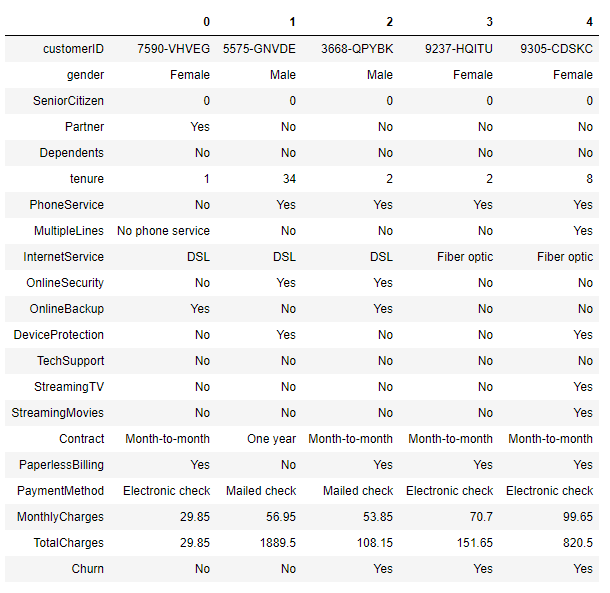 0 1 2 3 4
customerID 7590-VHVEG 5575-GNVDE 3668-QPYBK 9237-HQITU 9305-CDSKC
gender Female Male Male Female Female
SeniorCitizen 0 0 0 0 0
Partner Yes No No No No
Dependents No No No No No
tenure 1 34 2 2 8
PhoneService No Yes Yes Yes Yes
MultipleLines No phone service No No No Yes
InternetService DSL DSL DSL Fiber optic Fiber optic
OnlineSecurity No Yes Yes No No
OnlineBackup Yes No Yes No No
DeviceProtection No Yes No No Yes
TechSupport No No No No No
StreamingTV No No No No Yes
StreamingMovies No No No No Yes
Contract Month-to-month One year Month-to-month Month-to-month Month-to-month
PaperlessBilling Yes No Yes Yes Yes
PaymentMethod Electronic check Mailed check Mailed check Electronic check Electronic check
MonthlyCharges 29.85 56.95 53.85 70.7 99.65
TotalCharges 29.85 1889.5 108.15 151.65 820.5
Churn No No Yes Yes Yes